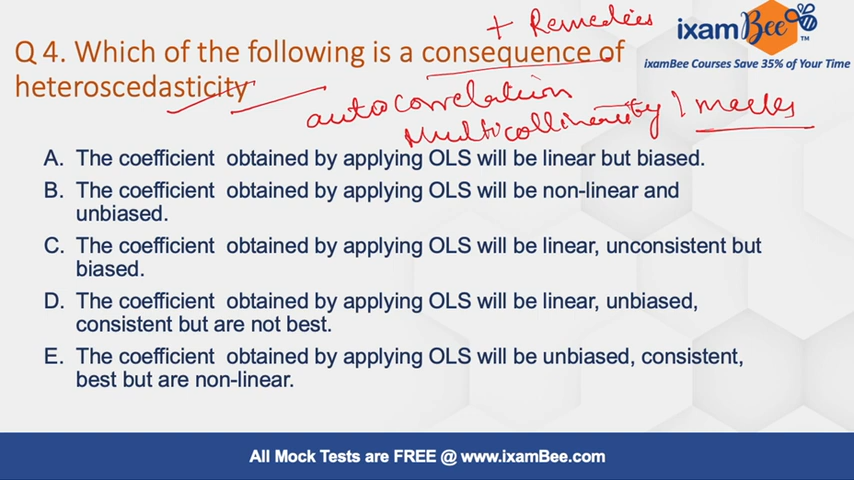 + Remedies
ixamBee™
ixamBee Courses Save 35% of Your Time
Q 4. Which of the following is a consequence of
heteroscedasticity
autocorrelation
Multicollinearity | marks
A. The coefficient obtained by applying OLS will be linear but biased.
B. The coefficient obtained by applying OLS will be non-linear and
unbiased.
C. The coefficient obtained by applying OLS will be linear, unconsistent but
biased.
D. The coefficient obtained by applying OLS will be linear, unbiased,
consistent but are not best.
E. The coefficient obtained by applying OLS will be unbiased, consistent,
best but are non-linear.
All Mock Tests are FREE @ www.ixamBee.com